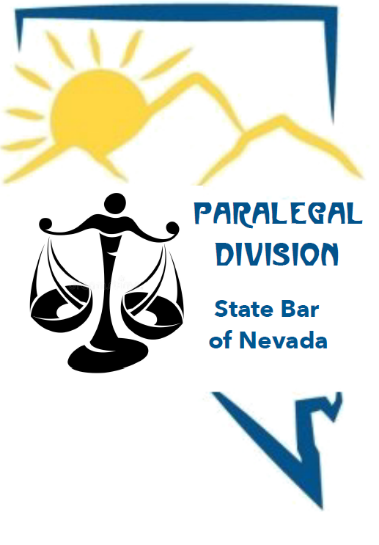 PARALEGAL
DIVISION
State Bar
of Nevada